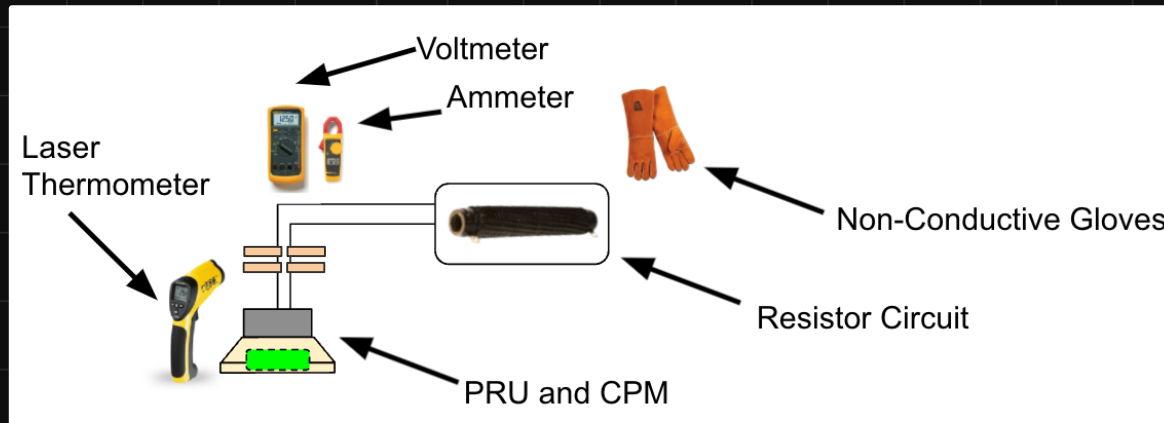 Voltmeter
Ammeter
Laser
Thermometer
Non-Conductive Gloves
Resistor Circuit
PRU and CPM